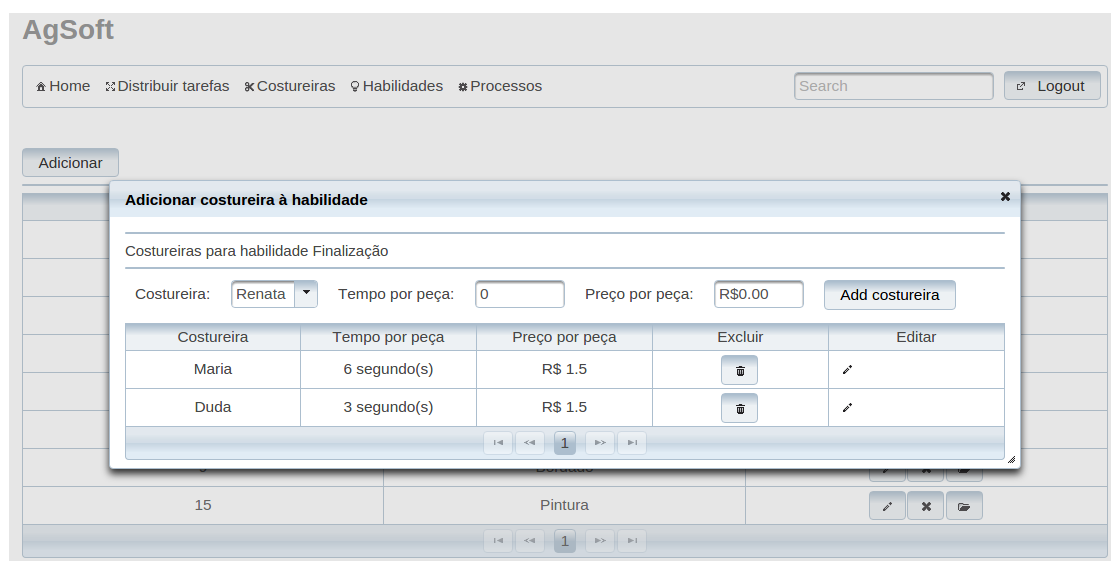 AgSoft
Home Distribuir tarefas Costureiras Habilidades Processos Search Logout
Adicionar
Adicionar costureira à habilidade
Costureiras para habilidade Finalização
Costureira: Renata Tempo por peça: 0 Preço por peça: R$0.00 Add costureira
Costureira Tempo por peça Preço por peça Excluir Editar
Maria 6 segundo(s) R$ 1.5
Duda 3 segundo(s) R$ 1.5
1
Bordado
15 Pintura
1